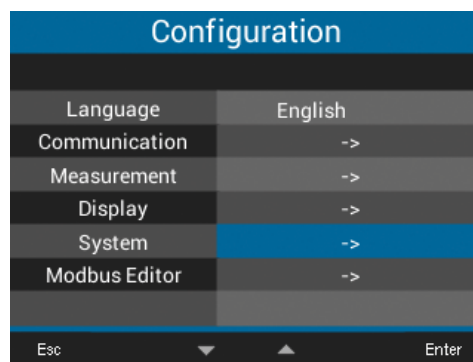 Configuration
Language English
Communication ->
Measurement ->
Display ->
System ->
Modbus Editor ->
Esc Enter